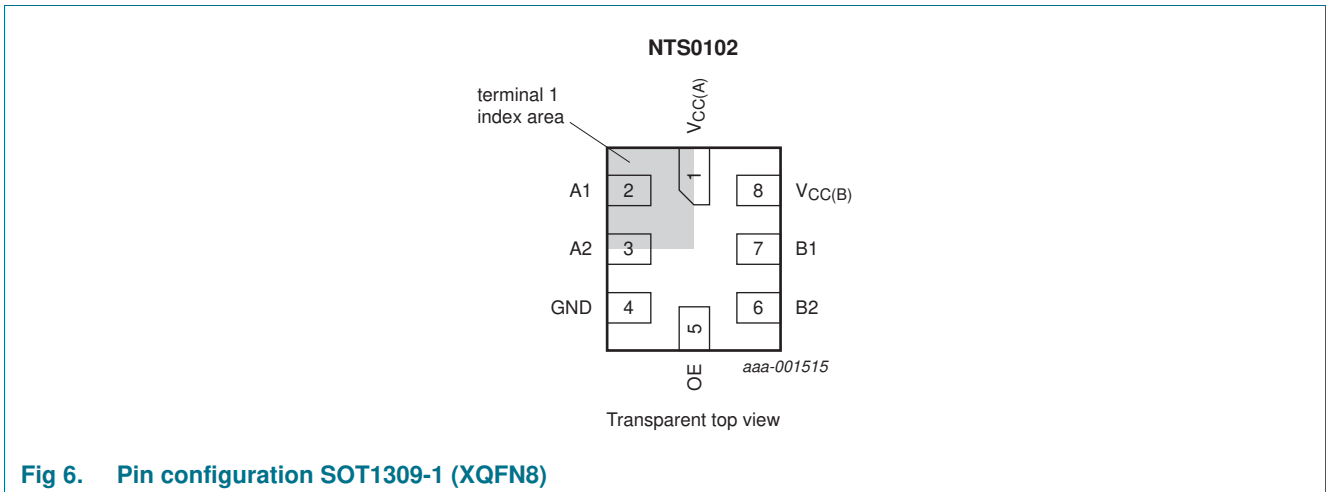 NTS0102
terminal 1
index area
VCC(A)
1
A1
2
8
VCC(B)
A2
3
7
B1
GND
4
6
B2
5
OE
aaa-001515
Transparent top view
Fig 6. Pin configuration SOT1309-1 (XQFN8)